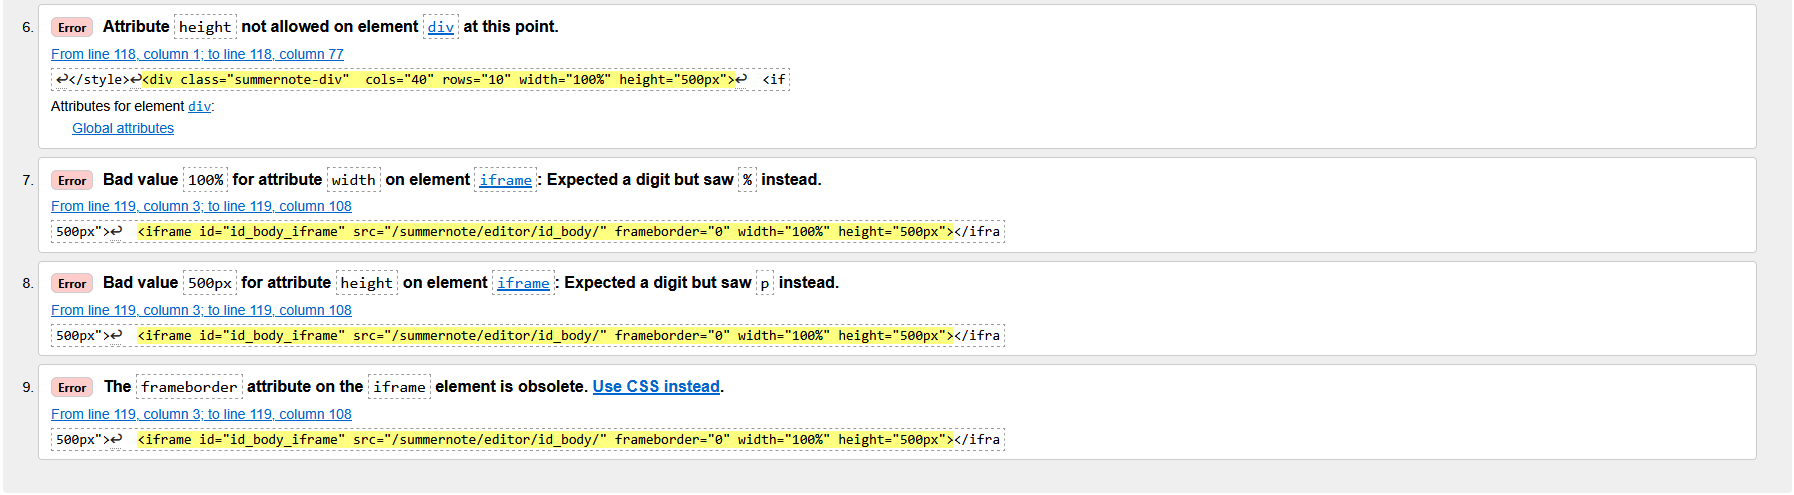 6. Error Attribute height not allowed on element div at this point.
From line 118, column 1; to line 118, column 77
↩</style>↩<div class="summernote-div"  cols="40" rows="10" width="100%" height="500px">↩  <if
Attributes for element div:
Global attributes
7. Error Bad value 100% for attribute width on element iframe: Expected a digit but saw % instead.
From line 119, column 3; to line 119, column 108
500px">↩  <iframe id="id_body_iframe" src="/summernote/editor/id_body/" frameborder="0" width="100%" height="500px"></ifra
8. Error Bad value 500px for attribute height on element iframe: Expected a digit but saw p instead.
From line 119, column 3; to line 119, column 108
500px">↩  <iframe id="id_body_iframe" src="/summernote/editor/id_body/" frameborder="0" width="100%" height="500px"></ifra
9. Error The frameborder attribute on the iframe element is obsolete. Use CSS instead.
From line 119, column 3; to line 119, column 108
500px">↩  <iframe id="id_body_iframe" src="/summernote/editor/id_body/" frameborder="0" width="100%" height="500px"></ifra